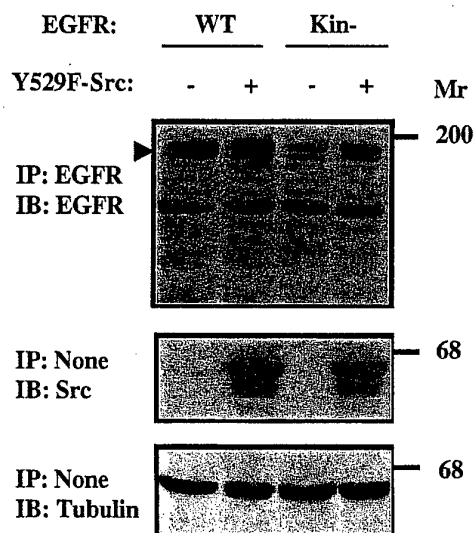 EGFR: WT Kin-
Y529F-Src: - + - + Mr
200
IP: EGFR
IB: EGFR
68
IP: None
IB: Src
68
IP: None
IB: Tubulin